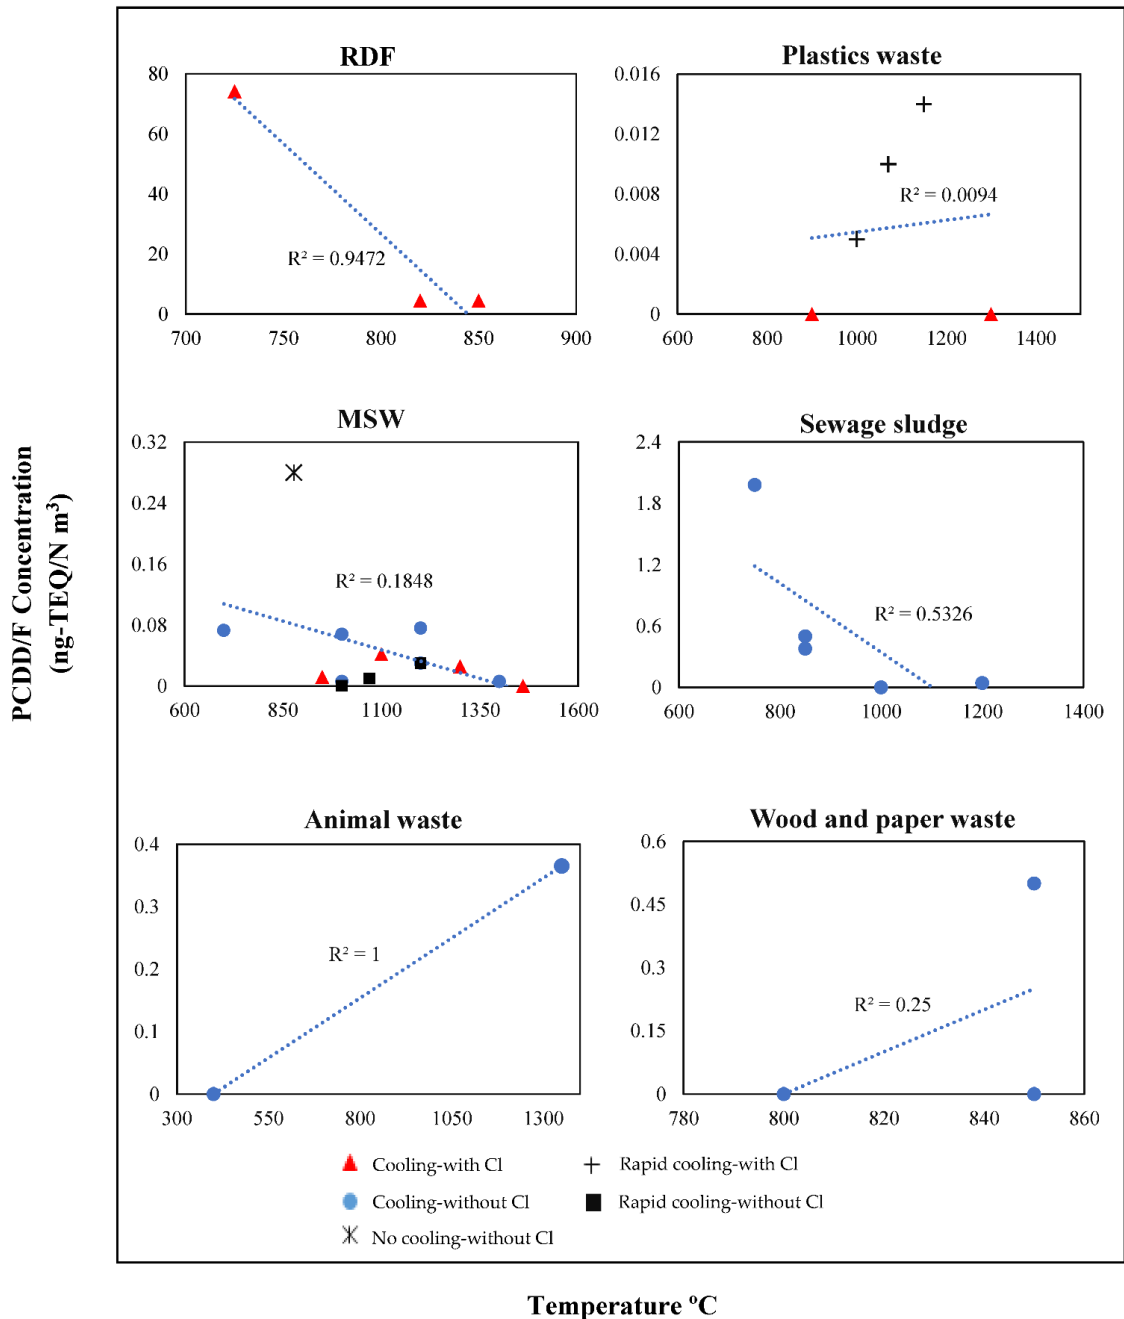 RDF
80
60
40
20
0
R² = 0.9472
700 750 800 850 900
Plastics waste
0.016
0.012
0.008
0.004
0
R² = 0.0094
600 800 1000 1200 1400
MSW
0.32
0.24
0.16
0.08
0
R² = 0.1848
600 850 1100 1350 1600
Sewage sludge
2.4
1.8
1.2
0.6
0
R² = 0.5326
600 800 1000 1200 1400
Animal waste
0.4
0.3
0.2
0.1
0
R² = 1
300 550 800 1050 1300
Wood and paper waste
0.6
0.45
0.3
0.15
0
R² = 0.25
780 800 820 840 860
PCDD/F Concentration
(ng-TEQ/N m³)
Cooling-with Cl
Rapid cooling-with Cl
Cooling-without Cl
Rapid cooling-without Cl
No cooling-without Cl
Temperature ºC